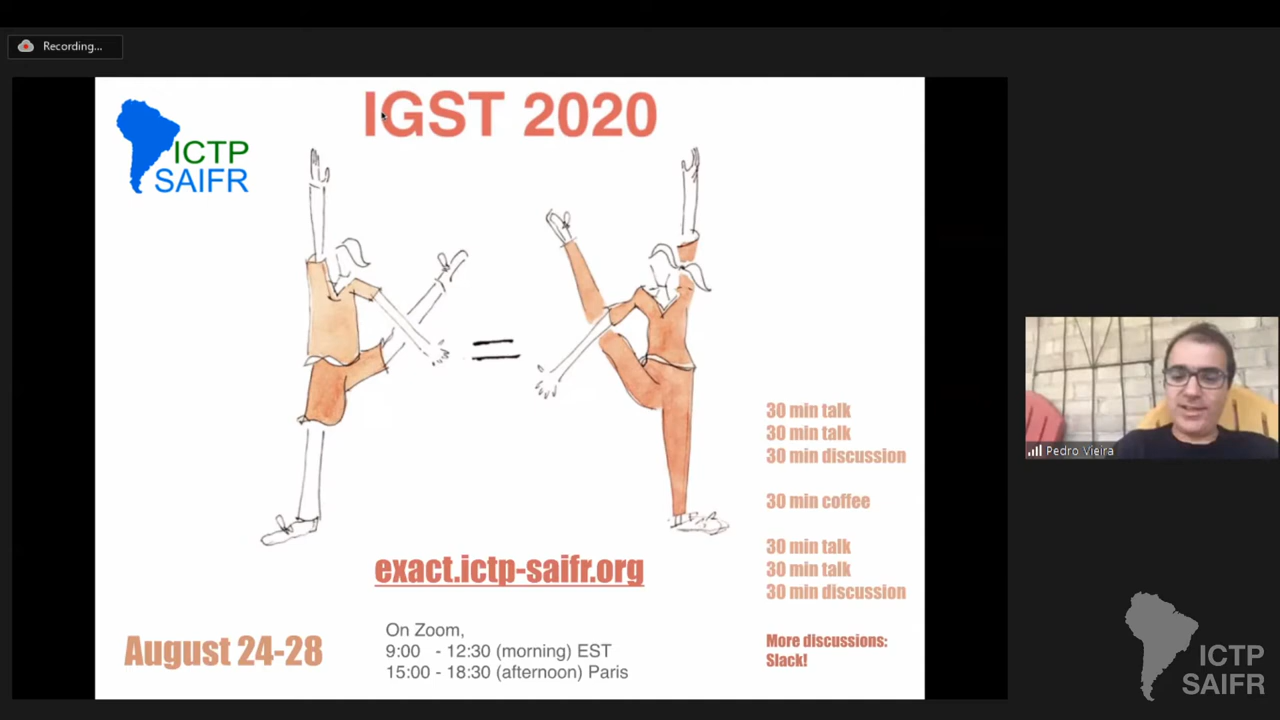 Recording...
IGST 2020
ICTP
SAIFR
30 min talk
30 min talk
30 min discussion
30 min coffee
30 min talk
30 min talk
30 min discussion
More discussions:
Slack!
exact.ictp-saifr.org
August 24-28
On Zoom,
9:00 - 12:30 (morning) EST
15:00 - 18:30 (afternoon) Paris
Pedro Vieira
ICTP
SAIFR